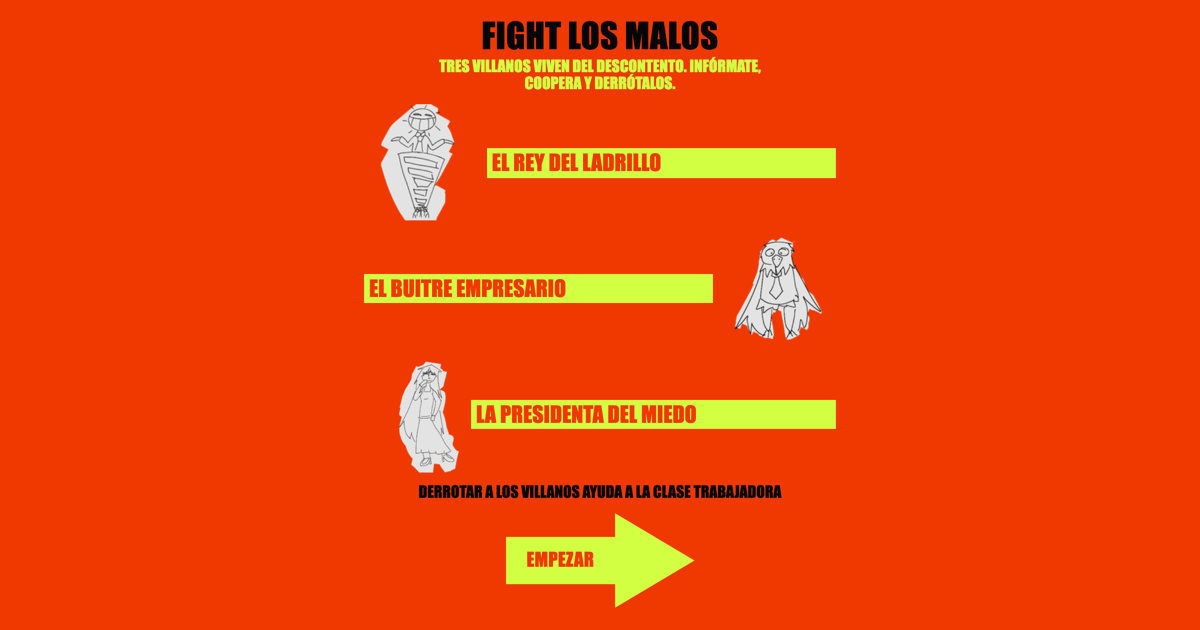 FIGHT LOS MALOS
TRES VILLANOS VIVEN DEL DESCONTENTO. INFÓRMATE,
COOPERA Y DERRÓTALOS.
EL REY DEL LADRILLO
EL BUITRE EMPRESARIO
LA PRESIDENTA DEL MIEDO
DERROTAR A LOS VILLANOS AYUDA A LA CLASE TRABAJADORA
EMPEZAR